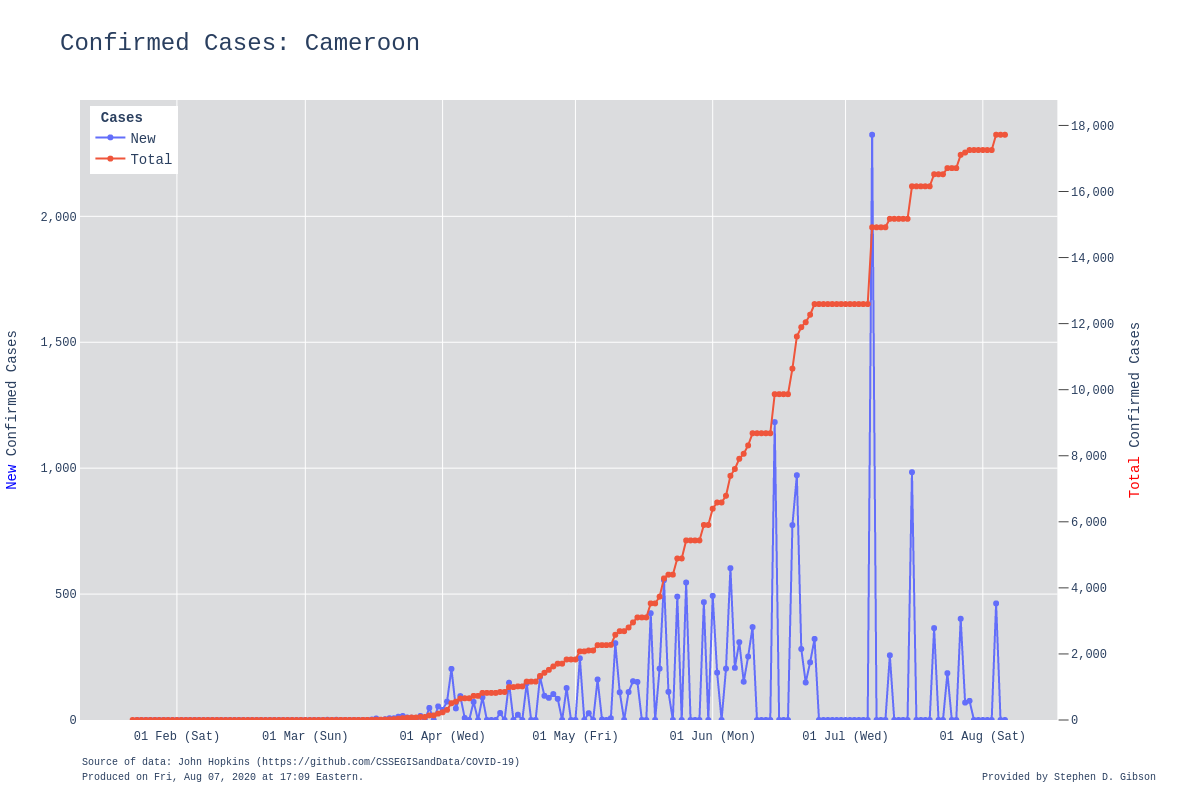 Confirmed Cases: Cameroon
Cases
New
Total
2,000
1,500
1,000
500
0
New Confirmed Cases
18,000
16,000
14,000
12,000
10,000
8,000
6,000
4,000
2,000
0
Total Confirmed Cases
01 Feb (Sat) 01 Mar (Sun) 01 Apr (Wed) 01 May (Fri) 01 Jun (Mon) 01 Jul (Wed) 01 Aug (Sat)
Source of data: John Hopkins (https://github.com/CSSEGISandData/COVID-19)
Produced on Fri, Aug 07, 2020 at 17:09 Eastern.
Provided by Stephen D. Gibson